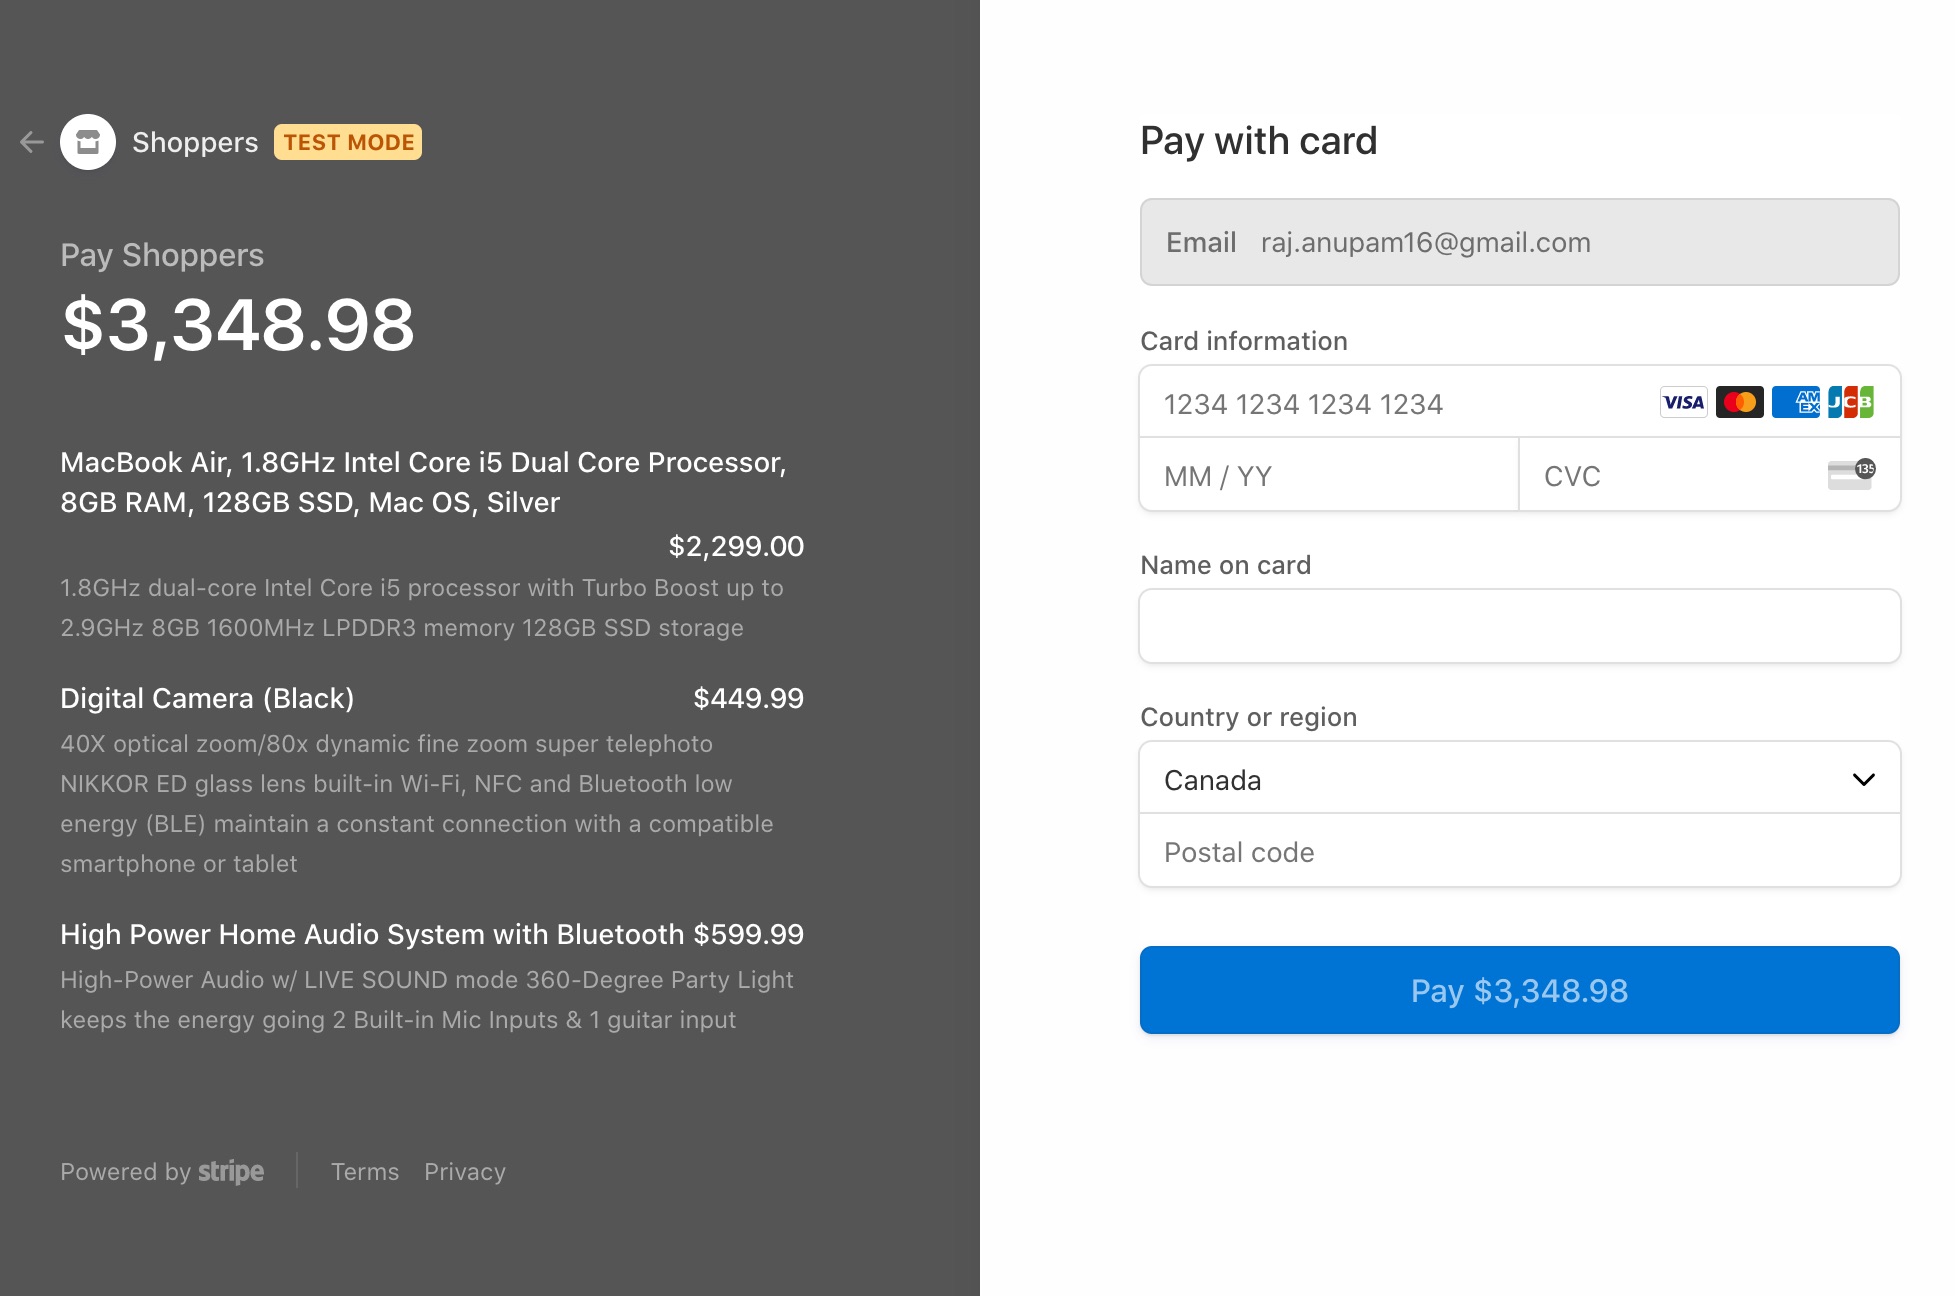 Shoppers TEST MODE
Pay Shoppers
$3,348.98
MacBook Air, 1.8GHz Intel Core i5 Dual Core Processor,
8GB RAM, 128GB SSD, Mac OS, Silver
$2,299.00
1.8GHz dual-core Intel Core i5 processor with Turbo Boost up to
2.9GHz 8GB 1600MHz LPDDR3 memory 128GB SSD storage
Digital Camera (Black) $449.99
40X optical zoom/80x dynamic fine zoom super telephoto
NIKKOR ED glass lens built-in Wi-Fi, NFC and Bluetooth low
energy (BLE) maintain a constant connection with a compatible
smartphone or tablet
High Power Home Audio System with Bluetooth $599.99
High-Power Audio w/ LIVE SOUND mode 360-Degree Party Light
keeps the energy going 2 Built-in Mic Inputs & 1 guitar input
Powered by stripe Terms Privacy
Pay with card
Email raj.anupam16@gmail.com
Card information
1234 1234 1234 1234 VISA AMEX JCB
MM / YY CVC 135
Name on card
Country or region
Canada
Postal code
Pay $3,348.98